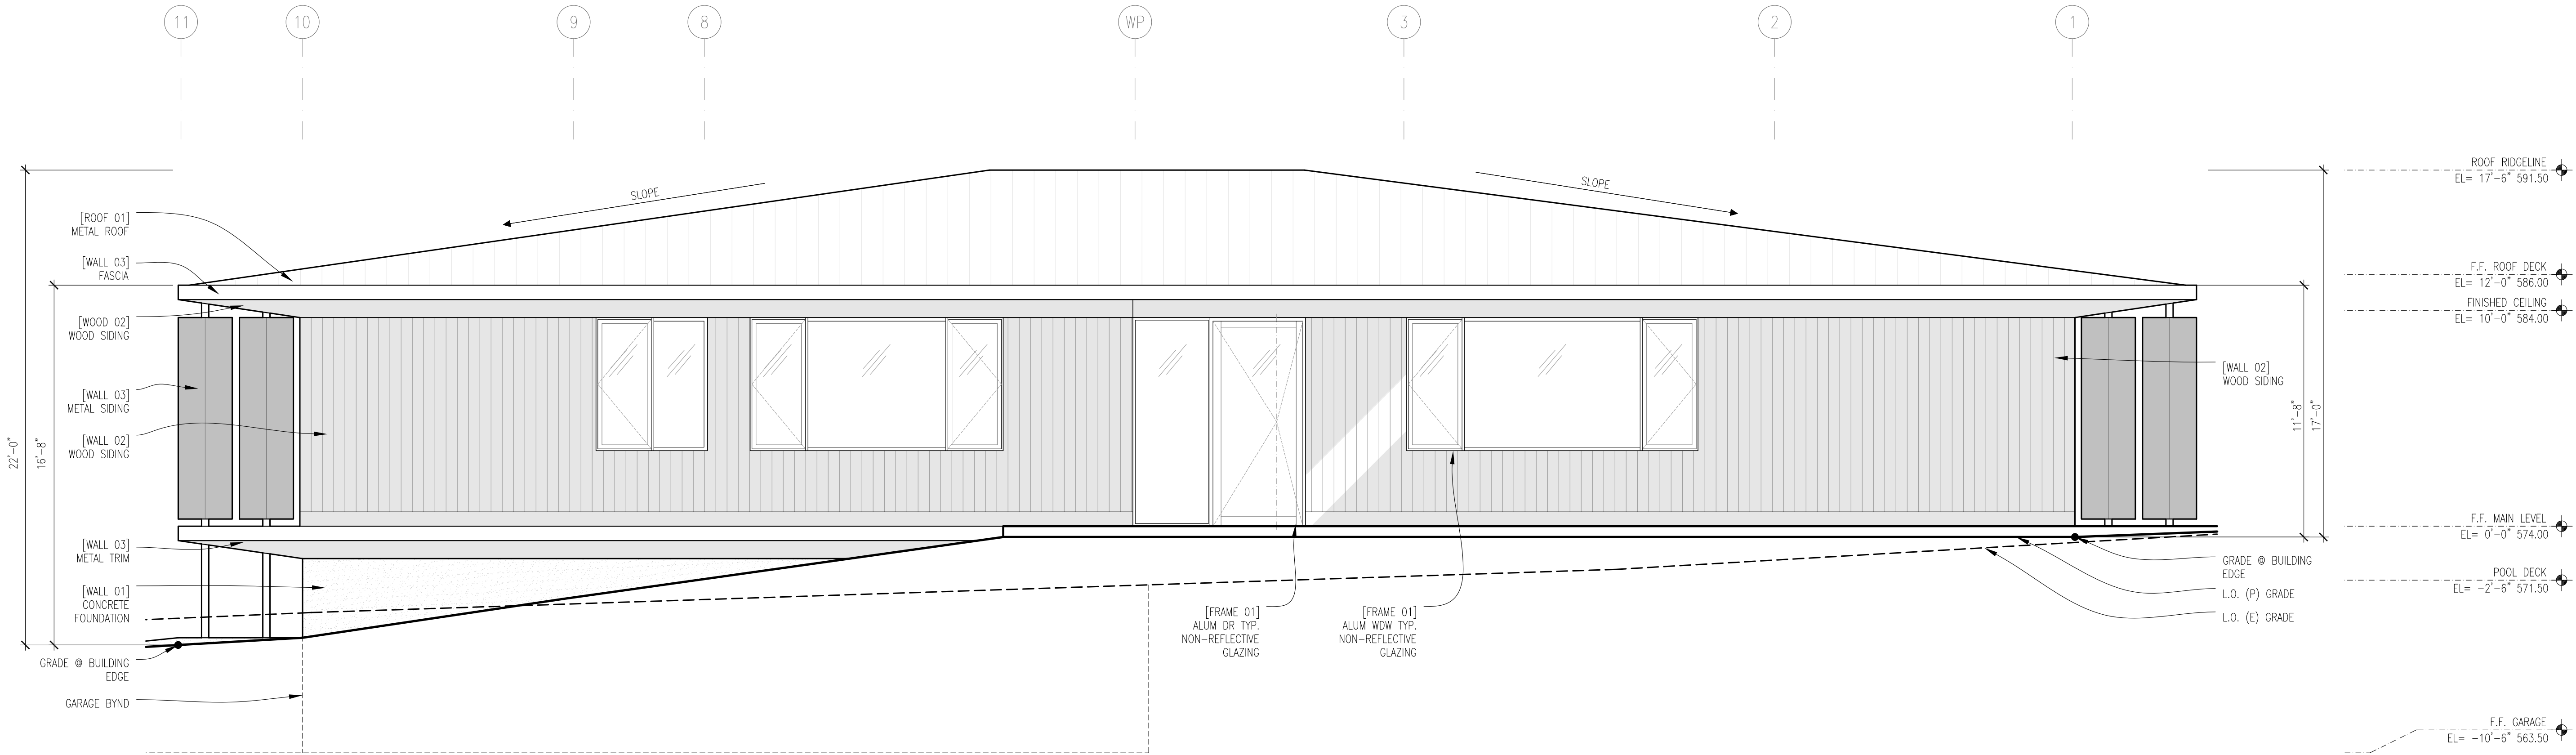 11
10
9
8
WP
3
2
1
SLOPE
SLOPE
[ROOF 01]
METAL ROOF
[WALL 03]
FASCIA
[WOOD 02]
WOOD SIDING
[WALL 03]
METAL SIDING
[WALL 02]
WOOD SIDING
[WALL 03]
METAL TRIM
[WALL 01]
CONCRETE
FOUNDATION
GRADE @ BUILDING
EDGE
GARAGE BYND
22'-0"
16'-8"
[FRAME 01]
ALUM DR TYP.
NON-REFLECTIVE
GLAZING
[FRAME 01]
ALUM WDW TYP.
NON-REFLECTIVE
GLAZING
[WALL 02]
WOOD SIDING
GRADE @ BUILDING
EDGE
L.O. (P) GRADE
L.O. (E) GRADE
11'-8"
17'-0"
ROOF RIDGELINE
EL= 17'-6" 591.50
F.F. ROOF DECK
EL= 12'-0" 586.00
FINISHED CEILING
EL= 10'-0" 584.00
F.F. MAIN LEVEL
EL= 0'-0" 574.00
POOL DECK
EL= -2'-6" 571.50
F.F. GARAGE
EL= -10'-6" 563.50